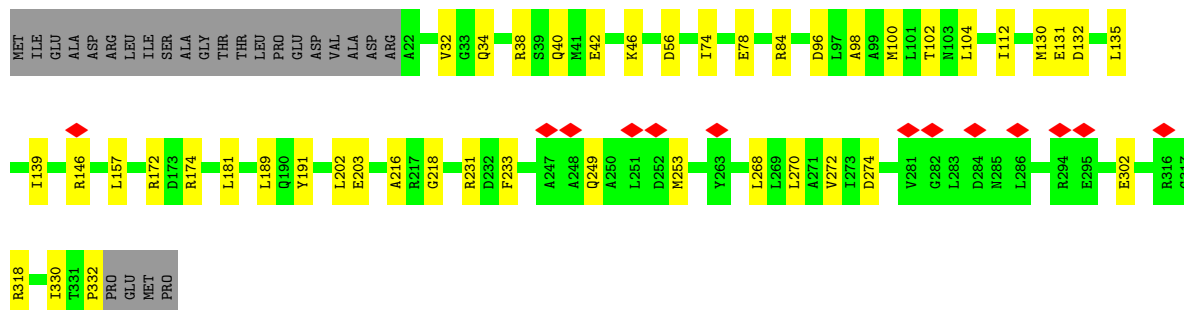 MET ILE GLU ALA ASP ARG LEU ILE SER ALA GLY THR THR LEU PRO GLU ASP VAL ALA ASP ARG A22 V32 G33 Q34 R38 S39 Q40 M41 E42 K46 D56 I74 E78 R84 D96 L97 A98 A99 M100 L101 T102 N103 L104 I112 M130 E131 D132 L135
I139 R146 L157 R172 D173 R174 L181 L189 Q190 Y191 L202 E203 A216 R217 G218 R231 D232 F233 A247 A248 Q249 A250 L251 D252 M253 Y263 L268 L269 L270 A271 V272 I273 D274 V281 G282 L283 D284 N285 L286 R294 E295 E302 R316 G317
R318 I330 T331 P332 PRO GLU MET PRO